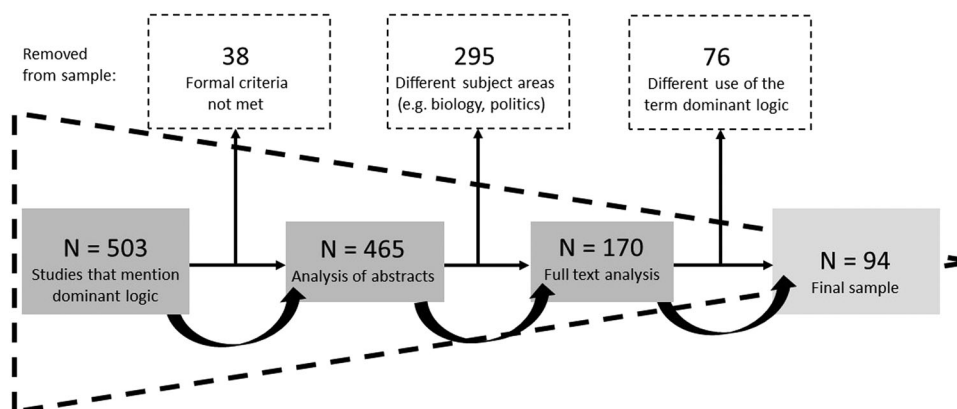 Removed
from sample:
38
Formal criteria
not met
295
Different subject areas
(e.g. biology, politics)
76
Different use of the
term dominant logic
N = 503
Studies that mention
dominant logic
N = 465
Analysis of abstracts
N = 170
Full text analysis
N = 94
Final sample